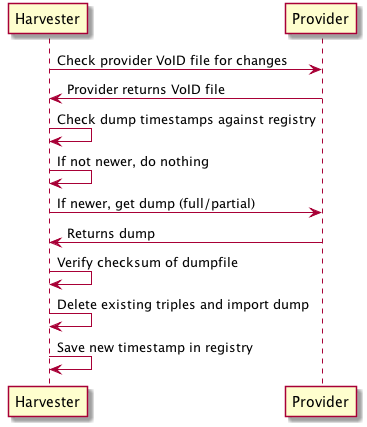 Harvester Provider
Check provider VoID file for changes
Provider returns VoID file
Check dump timestamps against registry
If not newer, do nothing
If newer, get dump (full/partial)
Returns dump
Verify checksum of dumpfile
Delete existing triples and import dump
Save new timestamp in registry
Harvester Provider